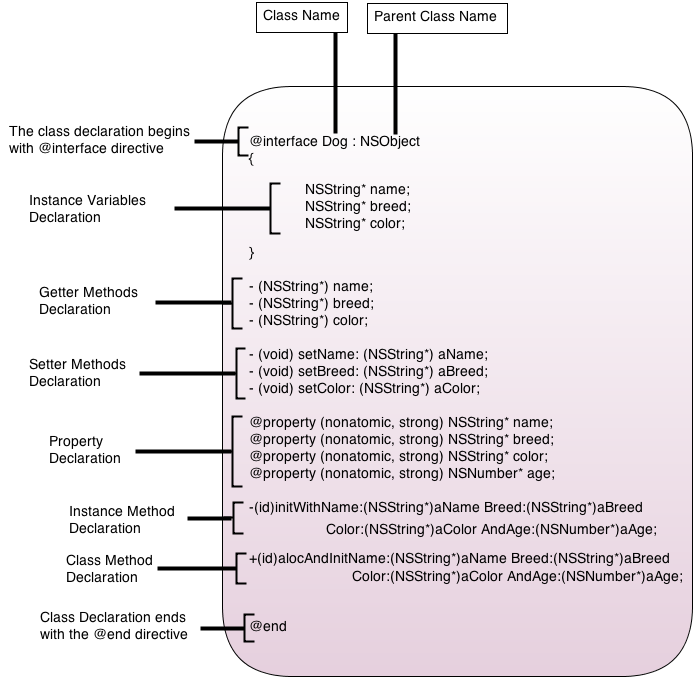 Class Name
Parent Class Name
The class declaration begins
with @interface directive
@interface Dog : NSObject
{
Instance Variables
Declaration
NSString* name;
NSString* breed;
NSString* color;
}
Getter Methods
Declaration
- (NSString*) name;
- (NSString*) breed;
- (NSString*) color;
Setter Methods
Declaration
- (void) setName: (NSString*) aName;
- (void) setBreed: (NSString*) aBreed;
- (void) setColor: (NSString*) aColor;
Property
Declaration
@property (nonatomic, strong) NSString* name;
@property (nonatomic, strong) NSString* breed;
@property (nonatomic, strong) NSString* color;
@property (nonatomic, strong) NSNumber* age;
Instance Method
Declaration
-(id)initWithName:(NSString*)aName Breed:(NSString*)aBreed
Color:(NSString*)aColor AndAge:(NSNumber*)aAge;
Class Method
Declaration
+(id)alocAndInitName:(NSString*)aName Breed:(NSString*)aBreed
Color:(NSString*)aColor AndAge:(NSNumber*)aAge;
Class Declaration ends
with the @end directive
@end